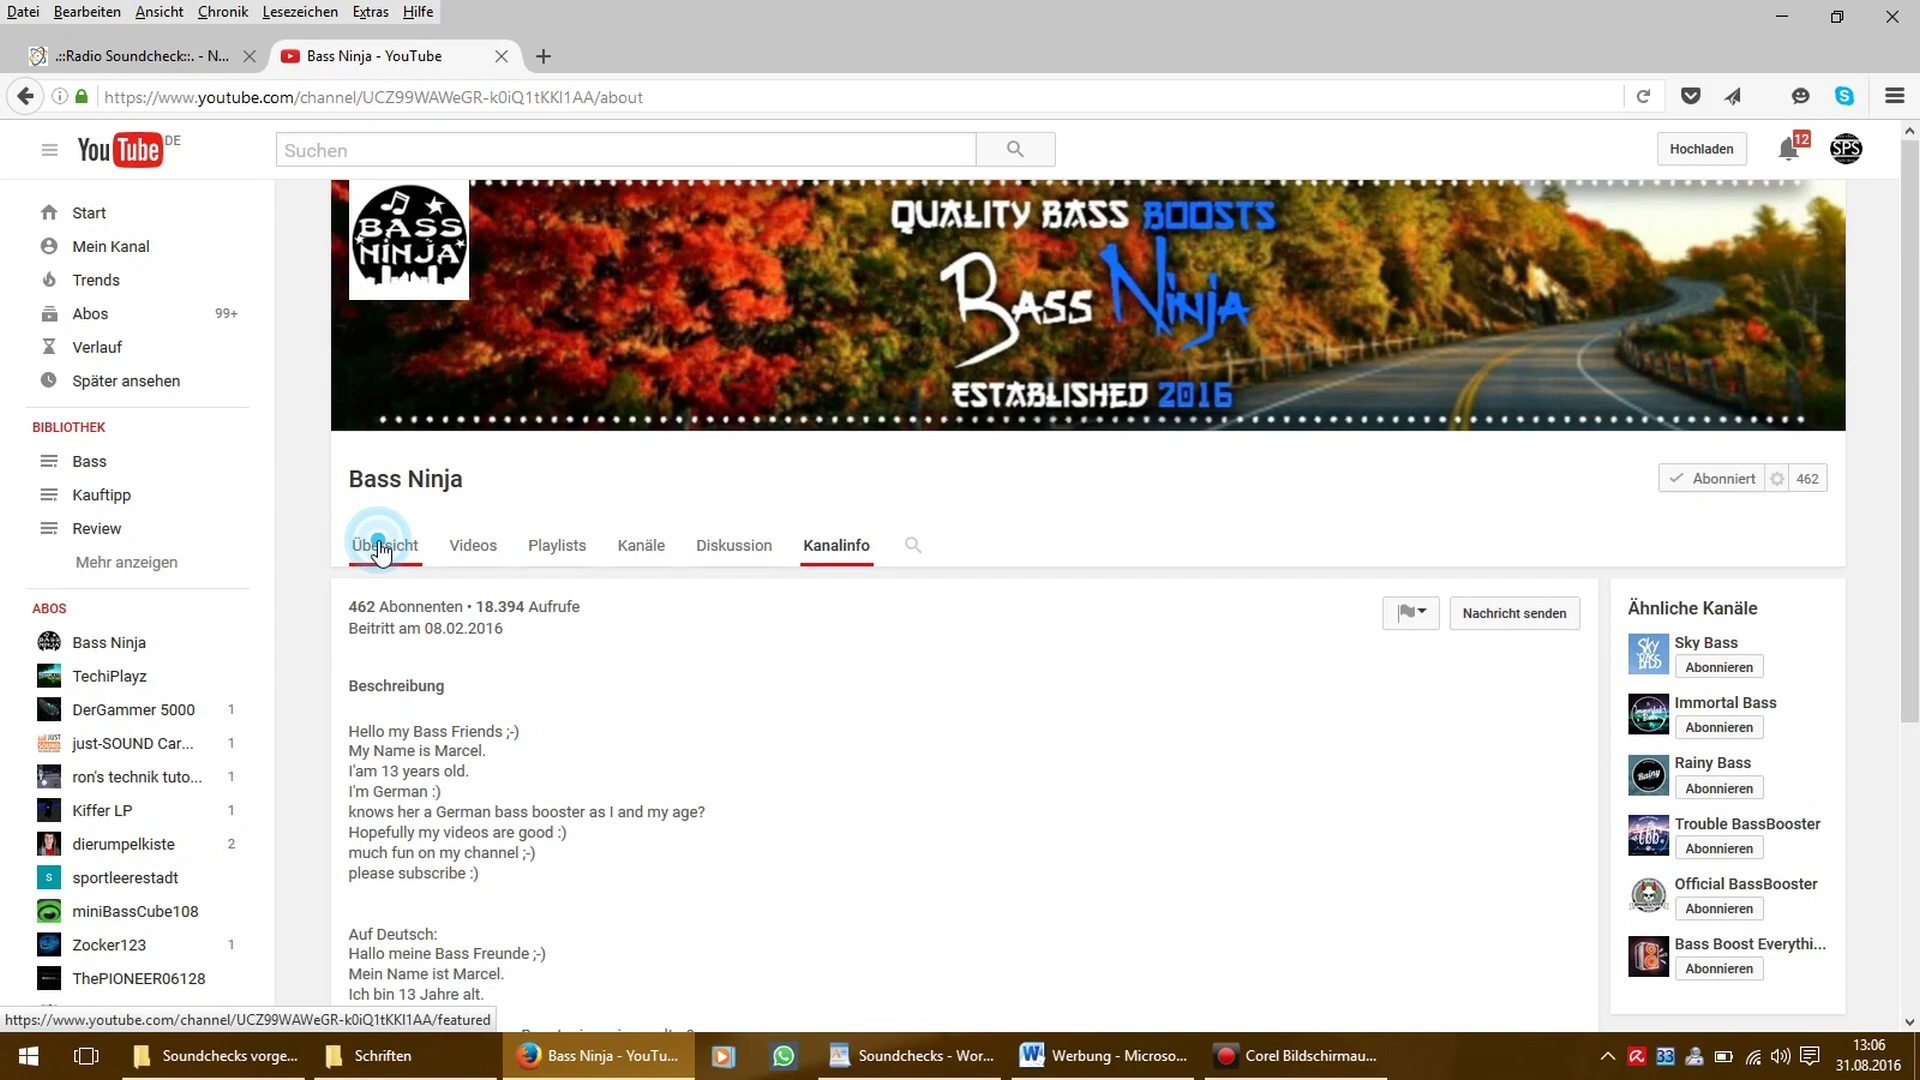 Datei Bearbeiten Ansicht Chronik Lesezeichen Extras Hilfe
.::Radio Soundcheck::. - N...
Bass Ninja - YouTube
https://www.youtube.com/channel/UCZ99WAWeGR-k0iQ1tKKI1AA/about
YouTube DE
Suchen
Hochladen
12
SPS
Start
Mein Kanal
Trends
Abos 99+
Verlauf
Später ansehen
BIBLIOTHEK
Bass
Kauftipp
Review
Mehr anzeigen
ABOS
Bass Ninja
TechiPlayz
DerGammer 5000 1
just-SOUND Car... 1
ron's technik tuto... 1
Kiffer LP 1
dierumpelkiste 2
S sportleerestadt
miniBassCube108
Zocker123 1
ThePIONEER06128
BASS NINJA
QUALITY BASS BOOSTS
Bass Ninja
ESTABLISHED 2016
Bass Ninja
Abonniert 462
Übersicht Videos Playlists Kanäle Diskussion Kanalinfo
462 Abonnenten • 18.394 Aufrufe
Beitritt am 08.02.2016
Nachricht senden
Beschreibung
Hello my Bass Friends ;-)
My Name is Marcel.
I'am 13 years old.
I'm German :)
knows her a German bass booster as I and my age?
Hopefully my videos are good :)
much fun on my channel ;-)
please subscribe :)
Auf Deutsch:
Hallo meine Bass Freunde ;-)
Mein Name ist Marcel.
Ich bin 13 Jahre alt.
Ähnliche Kanäle
SKY BASS
Sky Bass
Abonnieren
Immortal Bass
Abonnieren
Rainy
Rainy Bass
Abonnieren
Trouble BassBooster
Abonnieren
Official BassBooster
Abonnieren
Bass Boost Everythi...
Abonnieren
https://www.youtube.com/channel/UCZ99WAWeGR-k0iQ1tKKI1AA/featured
Soundchecks vorge...
Schriften
Bass Ninja - YouTu...
Soundchecks - Wor...
Werbung - Microso...
Corel Bildschirmau...
33
13:06
31.08.2016